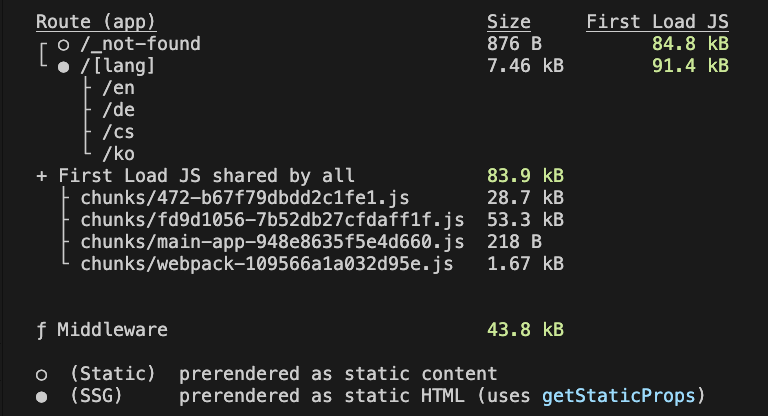 Route (app) Size First Load JS
┌ ○ /_not-found 876 B 84.8 kB
└ ● /[lang] 7.46 kB 91.4 kB
├ /en
├ /de
├ /cs
└ /ko
+ First Load JS shared by all 83.9 kB
├ chunks/472-b67f79dbdd2c1fe1.js 28.7 kB
├ chunks/fd9d1056-7b52db27cfdaff1f.js 53.3 kB
├ chunks/main-app-948e8635f5e4d660.js 218 B
└ chunks/webpack-109566a1a032d95e.js 1.67 kB
ƒ Middleware 43.8 kB
○ (Static) prerendered as static content
● (SSG) prerendered as static HTML (uses getStaticProps)